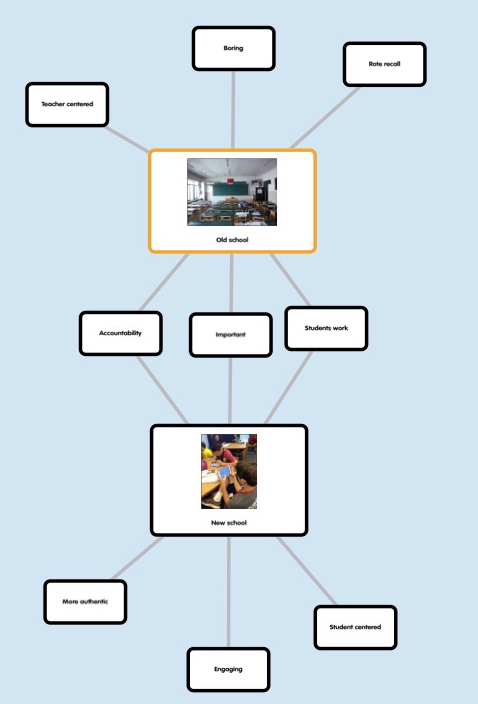 Boring
Rote recall
Teacher centered
Old school
Accountability
Important
Students work
New school
More authentic
Student centered
Engaging